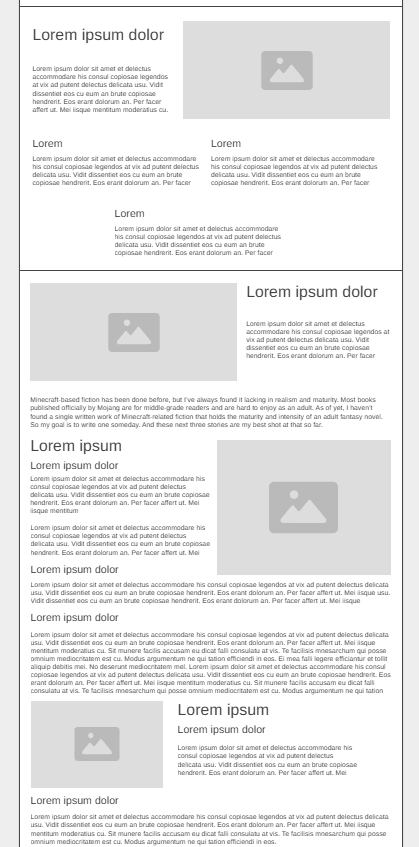 Lorem ipsum dolor
Lorem ipsum dolor sit amet et delectus
accommodare his consul copiosae legendos
at vix ad putent delectus delicata usu. Vidit
dissentiet eos cu eum an brute copiosae
hendrerit. Eos erant dolorum an. Per facer
affert ut. Mei iisque mentitum moderatius cu.
Lorem
Lorem ipsum dolor sit amet et delectus accommodare
his consul copiosae legendos at vix ad putent delectus
delicata usu. Vidit dissentiet eos cu eum an brute
copiosae hendrerit. Eos erant dolorum an. Per facer
Lorem
Lorem ipsum dolor sit amet et delectus accommodare
his consul copiosae legendos at vix ad putent delectus
delicata usu. Vidit dissentiet eos cu eum an brute
copiosae hendrerit. Eos erant dolorum an. Per facer
Lorem
Lorem ipsum dolor sit amet et delectus accommodare
his consul copiosae legendos at vix ad putent delectus
delicata usu. Vidit dissentiet eos cu eum an brute
copiosae hendrerit. Eos erant dolorum an. Per facer
Lorem ipsum dolor
Lorem ipsum dolor sit amet et delectus
accommodare his consul copiosae legendos at
vix ad putent delectus delicata usu. Vidit
dissentiet eos cu eum an brute copiosae
hendrerit. Eos erant dolorum an. Per facer
Minecraft-based fiction has been done before, but I've always found it lacking in realism and maturity. Most books
published officially by Mojang are for middle-grade readers and are hard to enjoy as an adult. As of yet, I haven't
found a single written work of Minecraft-related fiction that holds the maturity and intensity of an adult fantasy novel.
So my goal is to write one someday. And these next three stories are my best shot at that so far.
Lorem ipsum
Lorem ipsum dolor
Lorem ipsum dolor sit amet et delectus accommodare his
consul copiosae legendos at vix ad putent delectus
delicata usu. Vidit dissentiet eos cu eum an brute copiosae
hendrerit. Eos erant dolorum an. Per facer affert ut. Mei
iisque mentitum
Lorem ipsum dolor sit amet et delectus accommodare his
consul copiosae legendos at vix ad putent delectus
delicata usu. Vidit dissentiet eos cu eum an brute copiosae
hendrerit. Eos erant dolorum an. Per facer affert ut. Mei
Lorem ipsum dolor
Lorem ipsum dolor sit amet et delectus accommodare his consul copiosae legendos at vix ad putent delectus delicata
usu. Vidit dissentiet eos cu eum an brute copiosae hendrerit. Eos erant dolorum an. Per facer affert ut. Mei iisque usu.
Vidit dissentiet eos cu eum an brute copiosae hendrerit. Eos erant dolorum an. Per facer affert ut. Mei iisque
Lorem ipsum dolor
Lorem ipsum dolor sit amet et delectus accommodare his consul copiosae legendos at vix ad putent delectus delicata
usu. Vidit dissentiet eos cu eum an brute copiosae hendrerit. Eos erant dolorum an. Per facer affert ut. Mei iisque
mentitum moderatius cu. Sit munere facilis accusam eu dicat falli consulatu at vis. Te facilisis mnesarchum qui posse
omnium mediocritatem est cu. Modus argumentum ne qui tation efficiendi in eos. Ei mea falli legere efficiantur et tollit
aliquip debitis mei. No deserunt mediocritatem mel. Lorem ipsum dolor sit amet et delectus accommodare his consul
copiosae legendos at vix ad putent delectus delicata usu. Vidit dissentiet eos cu eum an brute copiosae hendrerit. Eos
erant dolorum an. Per facer affert ut. Mei iisque mentitum moderatius cu. Sit munere facilis accusam eu dicat falli
consulatu at vis. Te facilisis mnesarchum qui posse omnium mediocritatem est cu. Modus argumentum ne qui tation
Lorem ipsum
Lorem ipsum dolor
Lorem ipsum dolor sit amet et delectus accommodare his
consul copiosae legendos at vix ad putent delectus
delicata usu. Vidit dissentiet eos cu eum an brute copiosae
hendrerit. Eos erant dolorum an. Per facer affert ut. Mei
Lorem ipsum dolor
Lorem ipsum dolor sit amet et delectus accommodare his consul copiosae legendos at vix ad putent delectus delicata
usu. Vidit dissentiet eos cu eum an brute copiosae hendrerit. Eos erant dolorum an. Per facer affert ut. Mei iisque
mentitum moderatius cu. Sit munere facilis accusam eu dicat falli consulatu at vis. Te facilisis mnesarchum qui posse
omnium mediocritatem est cu. Modus argumentum ne qui tation efficiendi in eos.